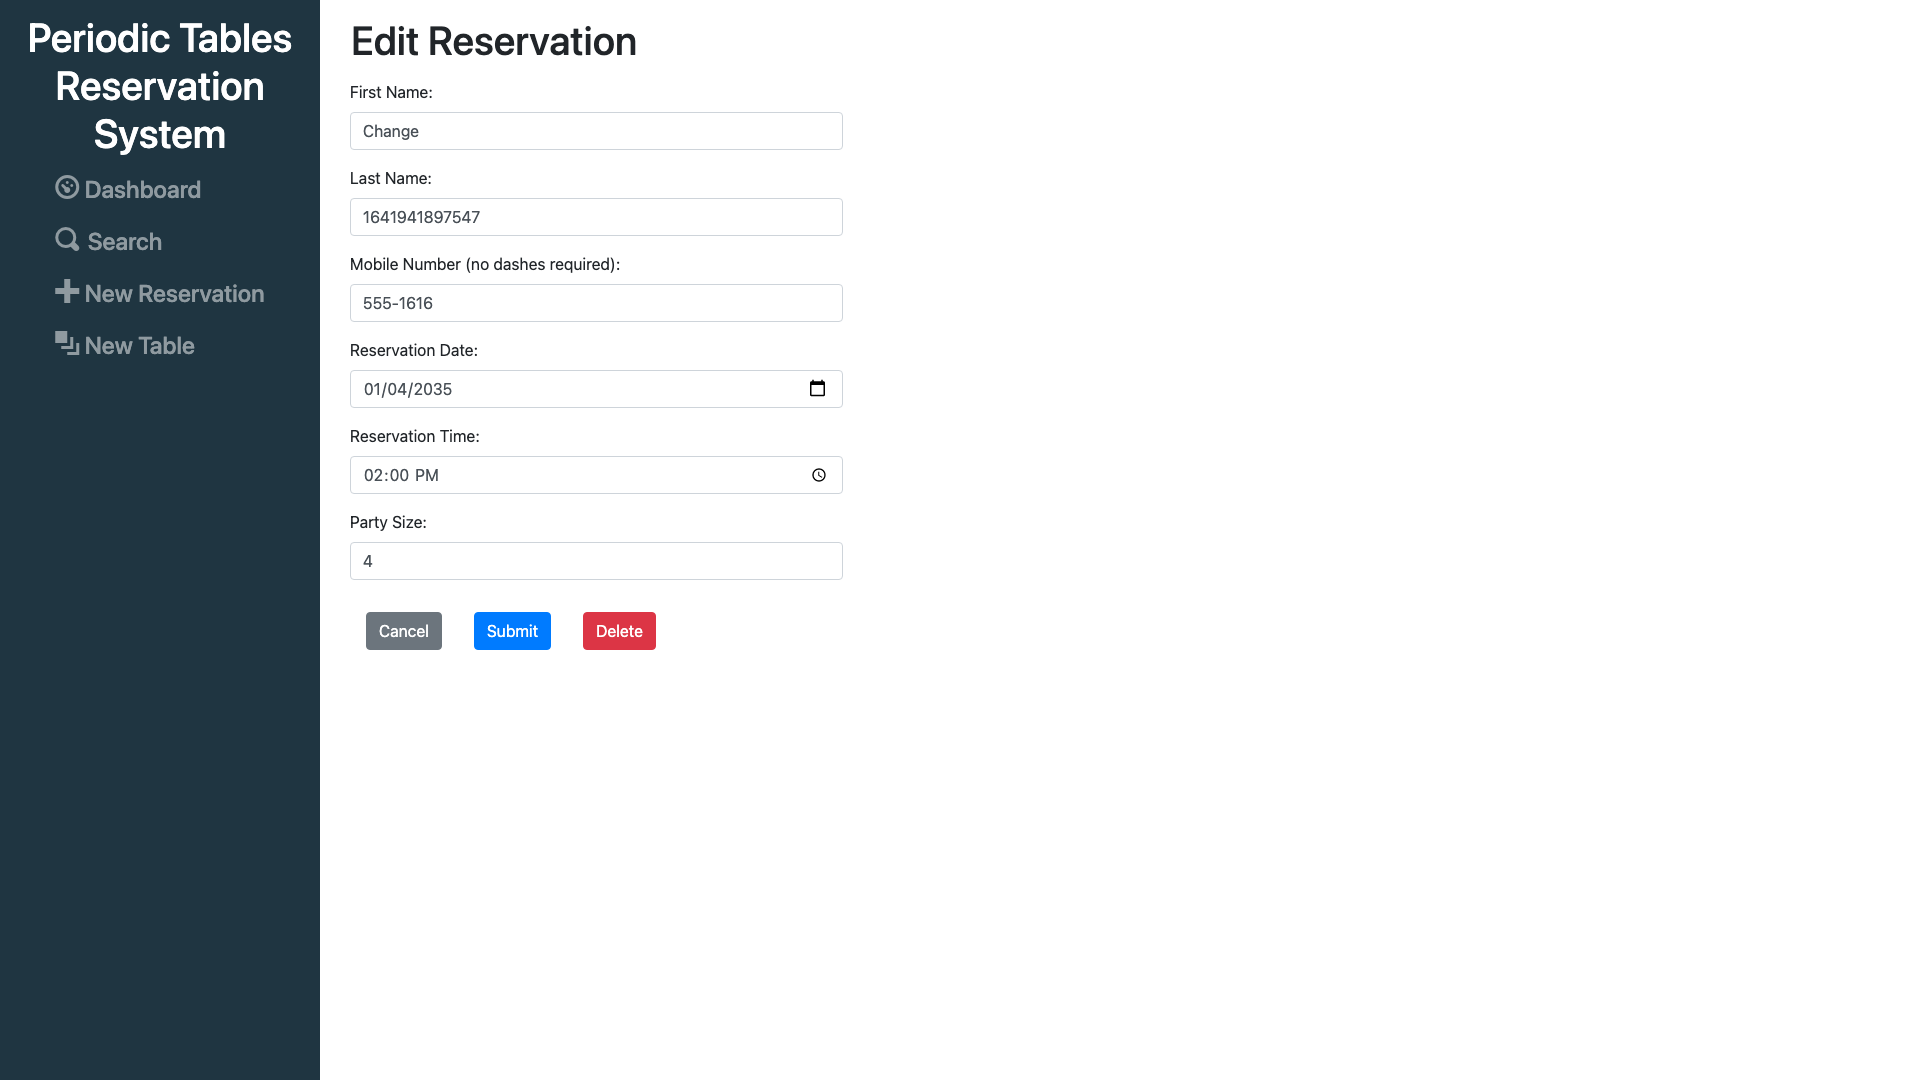 Periodic Tables
Reservation
System
Dashboard
Search
New Reservation
New Table
Edit Reservation
First Name:
Change
Last Name:
1641941897547
Mobile Number (no dashes required):
555-1616
Reservation Date:
01/04/2035
Reservation Time:
02:00 PM
Party Size:
4
Cancel
Submit
Delete